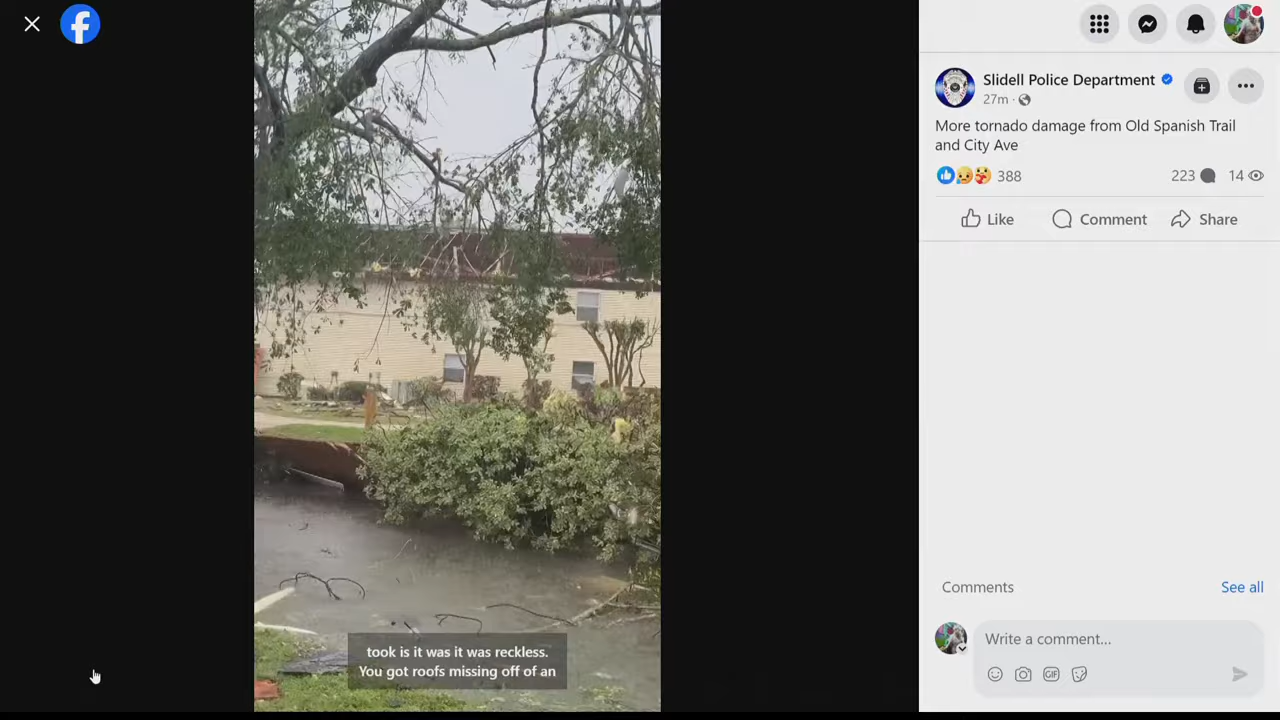 Slidell Police Department
27m
More tornado damage from Old Spanish Trail
and City Ave
388
223
14
Like
Comment
Share
Comments
See all
Write a comment...
GIF
took is it was it was reckless.
You got roofs missing off of an